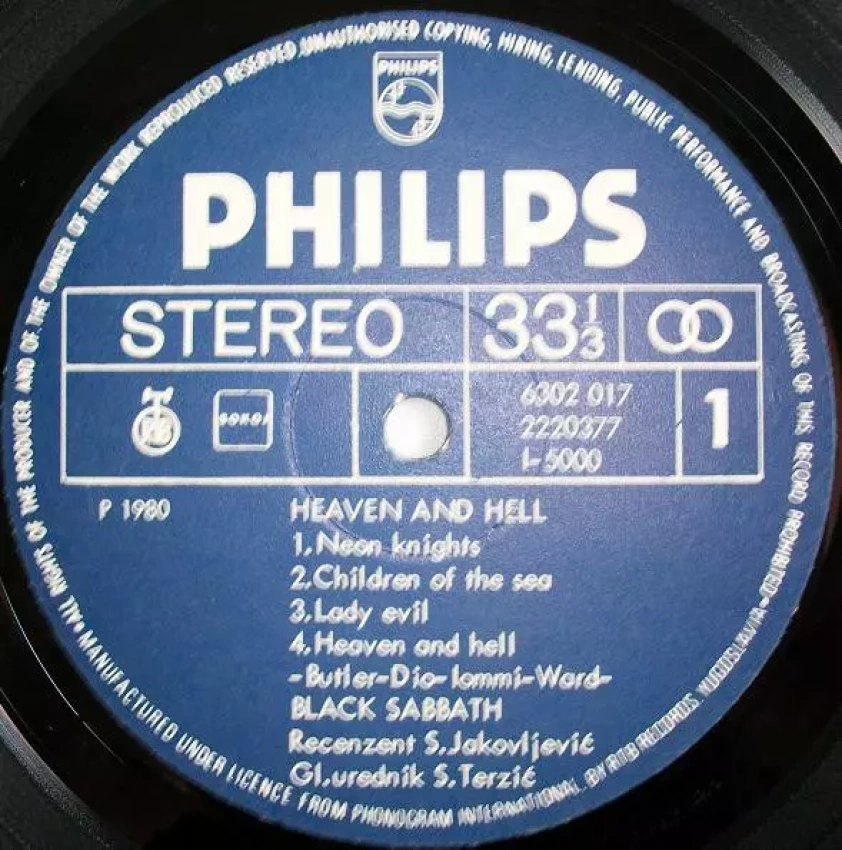 ALL RIGHTS OF THE PRODUCER AND OF THE OWNER OF THE WORK REPRODUCED RESERVED. UNAUTHORISED COPYING, HIRING, LENDING, PUBLIC PERFORMANCE AND BROADCASTING OF THIS RECORD PROHIBITED
PHILIPS
PHILIPS
STEREO 33 1/3
6302 017
2220377
I-5000
1
P 1980
HEAVEN AND HELL
1.Neon knights
2.Children of the sea
3.Lady evil
4.Heaven and hell
-Butler-Dio-Iommi-Ward-
BLACK SABBATH
Recenzent S.Jakovljević
Gl.urednik S.Terzić
MANUFACTURED UNDER LICENCE FROM PHONOGRAM INTERNATIONAL, BY RTB RECORDS, YUGOSLAVIA